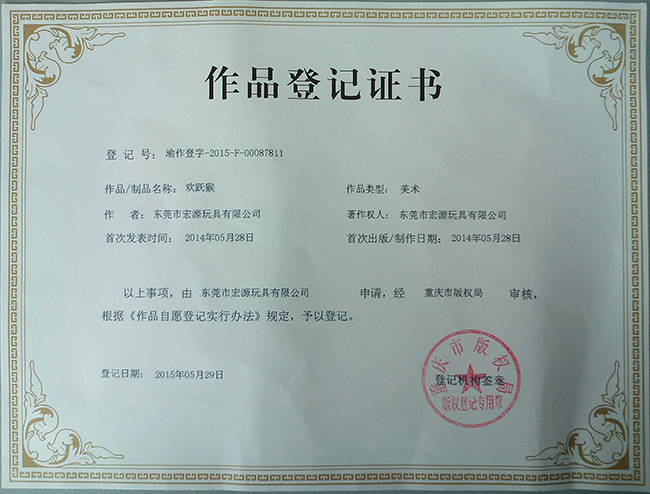 作品登记证书
登 记 号：渝作登字-2015-F-00087811
作品/制品名称：欢跃猴 作品类型：美术
作 者：东莞市宏源玩具有限公司 著作权人：东莞市宏源玩具有限公司
首次发表时间：2014年05月28日 首次出版/制作日期：2014年05月28日
以上事项，由 东莞市宏源玩具有限公司 申请，经 重庆市版权局 审核，
根据《作品自愿登记实行办法》规定，予以登记。
登记日期：2015年05月29日
登记机构签章
重庆市版权局
版权登记专用章